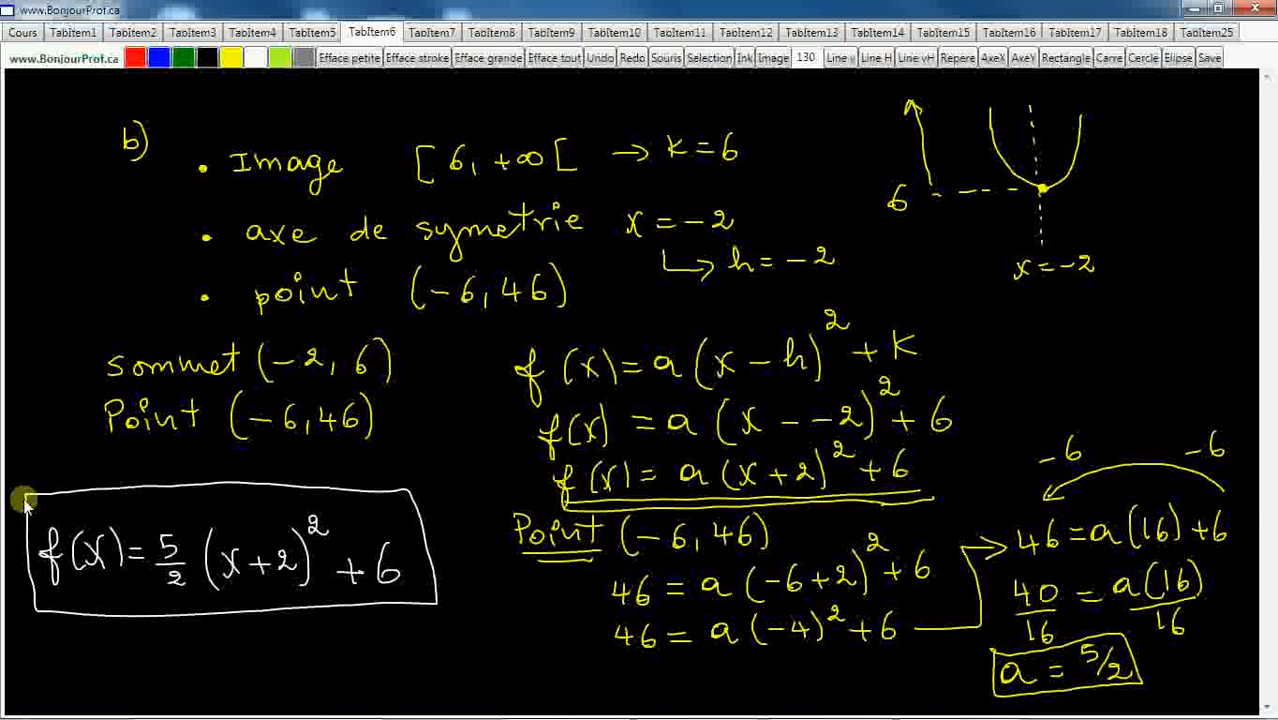 www.BonjourProf.ca
Cours TabItem1 TabItem2 TabItem3 TabItem4 TabItem5 TabItem6 TabItem7 TabItem8 TabItem9 TabItem10 TabItem11 TabItem12 TabItem13 TabItem14 TabItem15 TabItem16 TabItem17 TabItem18 TabItem25
www.BonjourProf.ca Efface petite Efface stroke Efface grande Efface tout Undo Redo Souris Selection Ink Image 130 Line v Line H Line vH Repere AxeX AxeY Rectangle Carre Cercle Elipse Save
b)
• Image [6, +∞[ → K = 6
• axe de symetrie x = -2
↳ h = -2
• point (-6, 46)
6
x = -2
sommet (-2, 6)
Point (-6, 46)
f(x) = 5/2 (x+2)² + 6
f(x) = a(x - h)² + K
f(x) = a(x - -2)² + 6
f(x) = a(x+2)² + 6
Point (-6, 46)
46 = a(-6+2)² + 6
46 = a(-4)² + 6
-6 -6
46 = a(16) + 6
40/16 = a(16)/16
a = 5/2